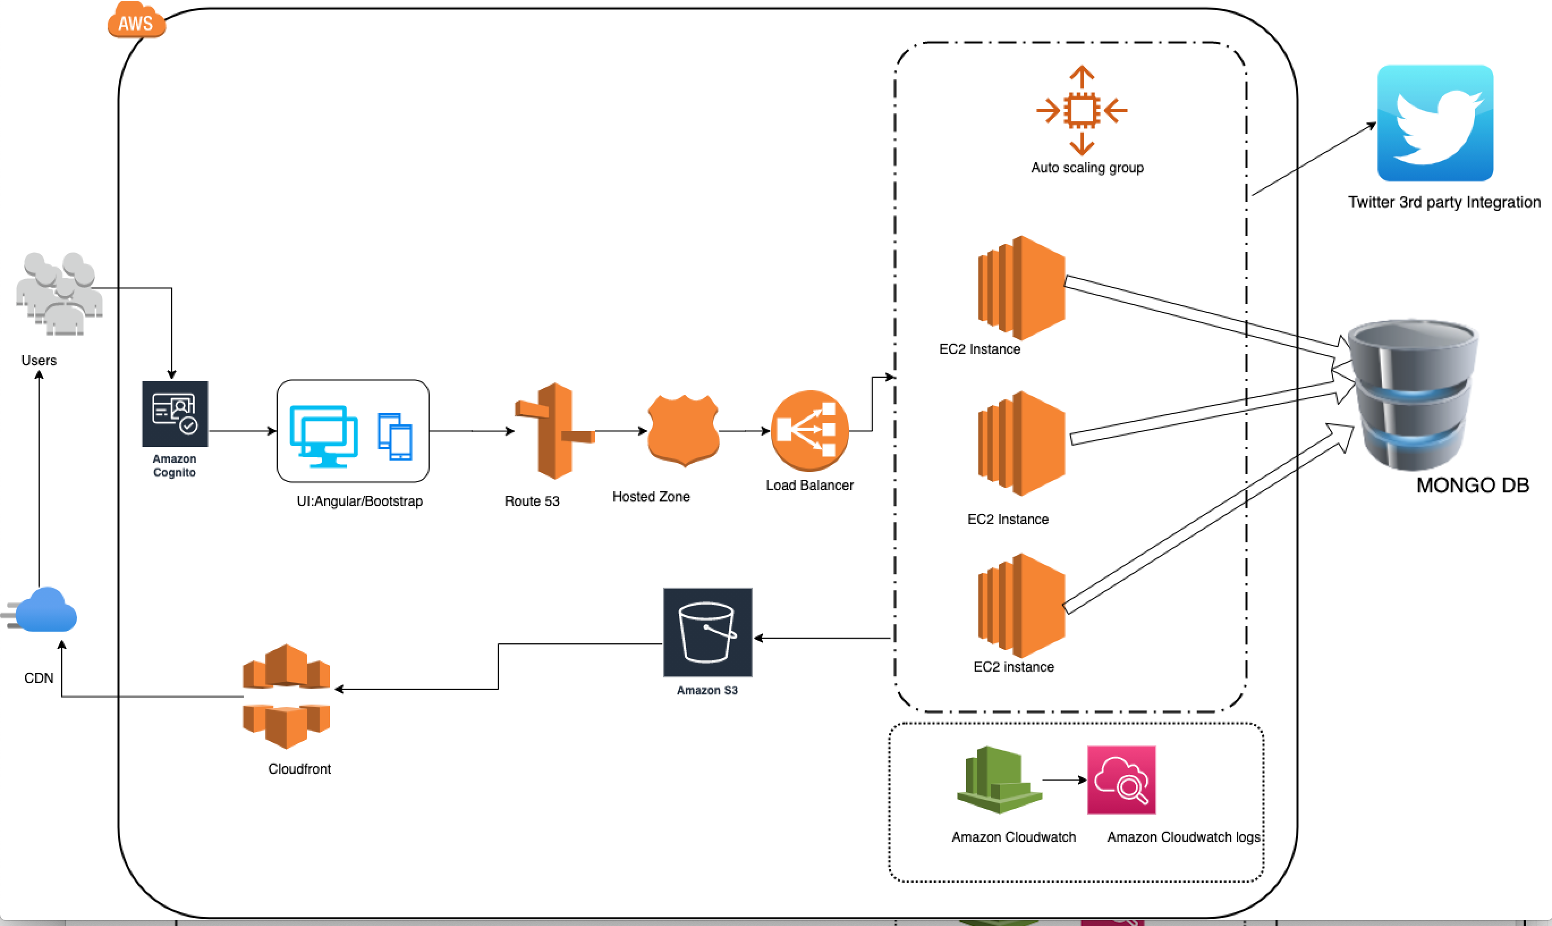 AWS
Auto scaling group
Twitter 3rd party Integration
Users
EC2 Instance
Amazon
Cognito
UI:Angular/Bootstrap
Route 53
Hosted Zone
Load Balancer
MONGO DB
EC2 Instance
CDN
Amazon S3
EC2 instance
Cloudfront
Amazon Cloudwatch
Amazon Cloudwatch logs